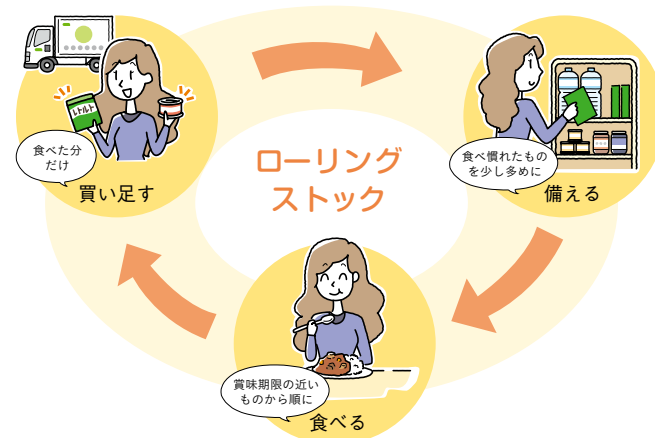 ローリング
ストック
レトルト
食べた分
だけ
買い足す
食べ慣れたもの
を少し多めに
備える
賞味期限の近い
ものから順に
食べる